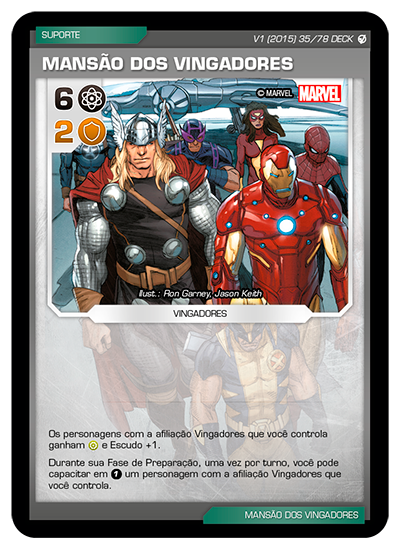 SUPORTE
V1 (2015) 35/78 DECK
MANSÃO DOS VINGADORES
6
2
© MARVEL
MARVEL
Illust.: Ron Garney, Jason Keith
VINGADORES
Os personagens com a afiliação Vingadores que você controla
ganham e Escudo +1.
Durante sua Fase de Preparação, uma vez por turno, você pode
capacitar em 1 um personagem com a afiliação Vingadores que
você controla.
MANSÃO DOS VINGADORES